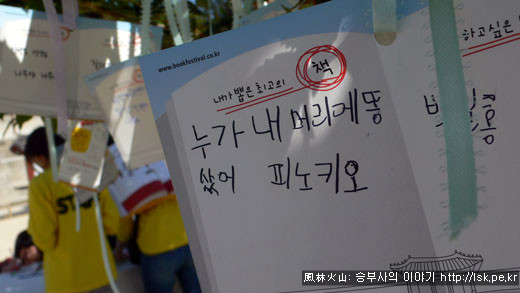 www.bookfestival.co.kr
내가 뽑은 최고의 책
누가 내 머리에 똥
쌌어 피노키오
하고싶은
風林火山: 승부사의 이야기 http://lsk.pe.kr